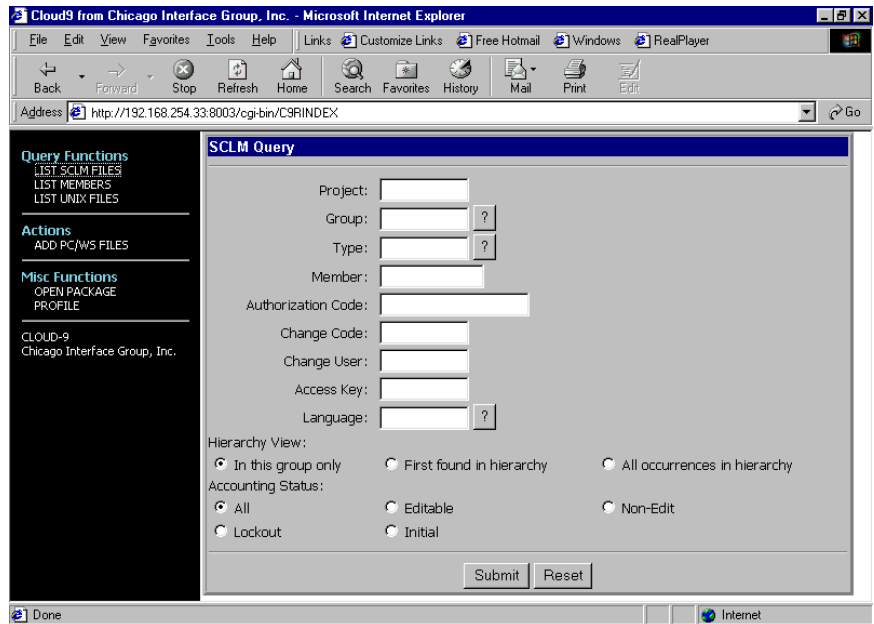 Cloud9 from Chicago Interface Group, Inc. - Microsoft Internet Explorer
File Edit View Favorites Tools Help Links Customize Links Free Hotmail Windows RealPlayer
Back Forward Stop Refresh Home Search Favorites History Mail Print Edit
Address http://192.168.254.33:8003/cgi-bin/C9RINDEX Go
Query Functions
LIST SCLM FILES
LIST MEMBERS
LIST UNIX FILES
Actions
ADD PC/WS FILES
Misc Functions
OPEN PACKAGE
PROFILE
CLOUD-9
Chicago Interface Group, Inc.
SCLM Query
Project:
Group: ?
Type: ?
Member:
Authorization Code:
Change Code:
Change User:
Access Key:
Language: ?
Hierarchy View:
In this group only First found in hierarchy All occurrences in hierarchy
Accounting Status:
All Editable Non-Edit
Lockout Initial
Submit Reset
Done Internet